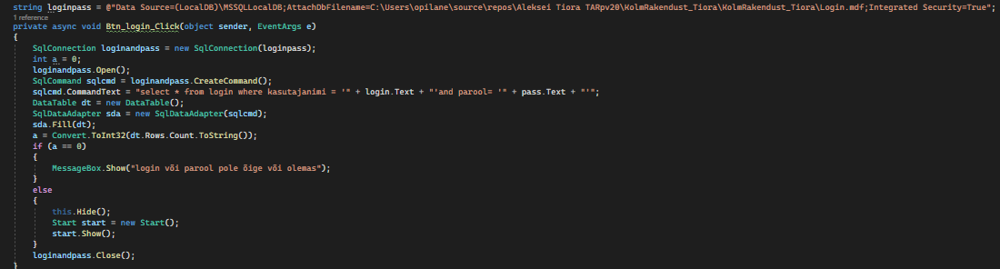 string loginpass = @"Data Source=(LocalDB)\MSSQLLocalDB;AttachDbFilename=C:\Users\opilane\source\repos\Aleksei Tiora TARpv20\KolmRakendust_Tiora\KolmRakendust_Tiora\Login.mdf;Integrated Security=True";
1 reference
private async void Btn_login_Click(object sender, EventArgs e)
{
SqlConnection loginandpass = new SqlConnection(loginpass);
int a = 0;
loginandpass.Open();
SqlCommand sqlcmd = loginandpass.CreateCommand();
sqlcmd.CommandText = "select * from login where kasutajanimi = '" + login.Text + "'and parool= '" + pass.Text + "'";
DataTable dt = new DataTable();
SqlDataAdapter sda = new SqlDataAdapter(sqlcmd);
sda.Fill(dt);
a = Convert.ToInt32(dt.Rows.Count.ToString());
if (a == 0)
{
MessageBox.Show("login või parool pole õige või olemas");
}
else
{
this.Hide();
Start start = new Start();
start.Show();
}
loginandpass.Close();
}